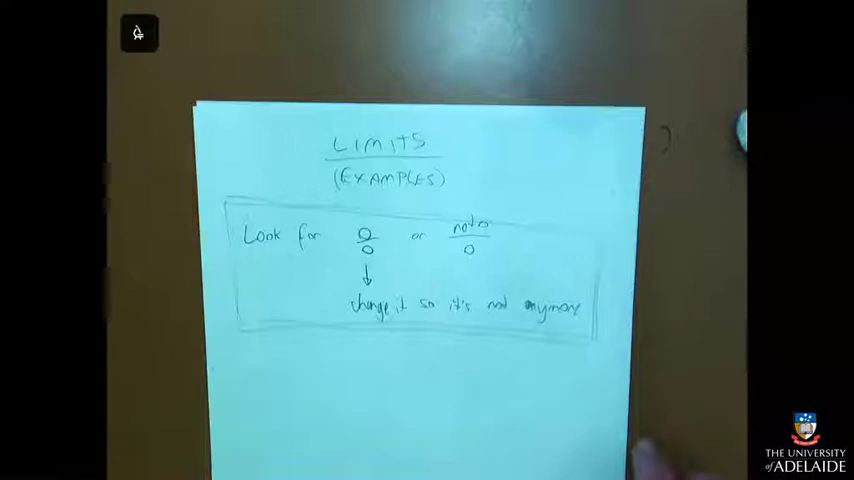 LIMITS
(EXAMPLES)
Look for 0/0 or not 0/0
↓
change it so it's not anymore
THE UNIVERSITY
of ADELAIDE